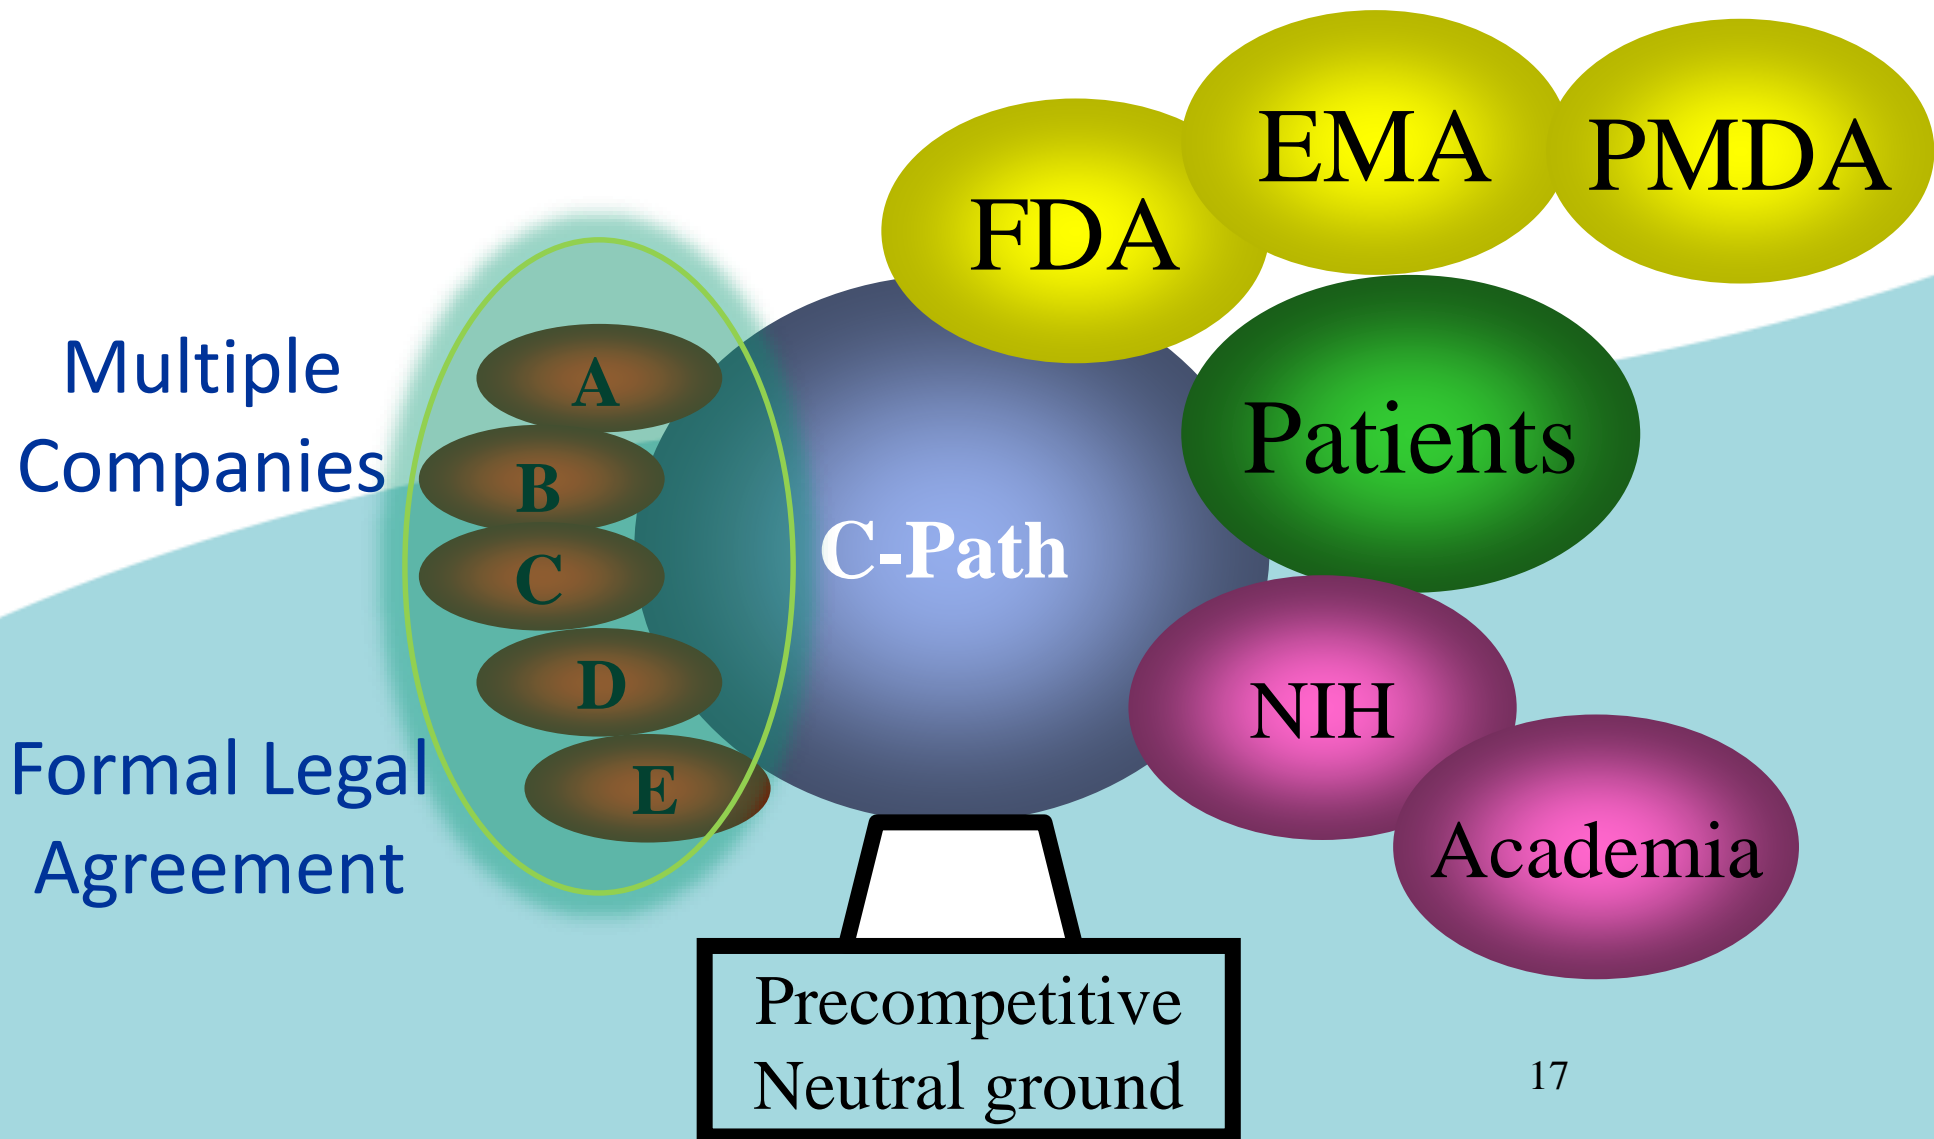 EMA
PMDA
FDA
Multiple
Companies
A
B
C
D
E
C-Path
Patients
NIH
Academia
Formal Legal
Agreement
Precompetitive
Neutral ground
17